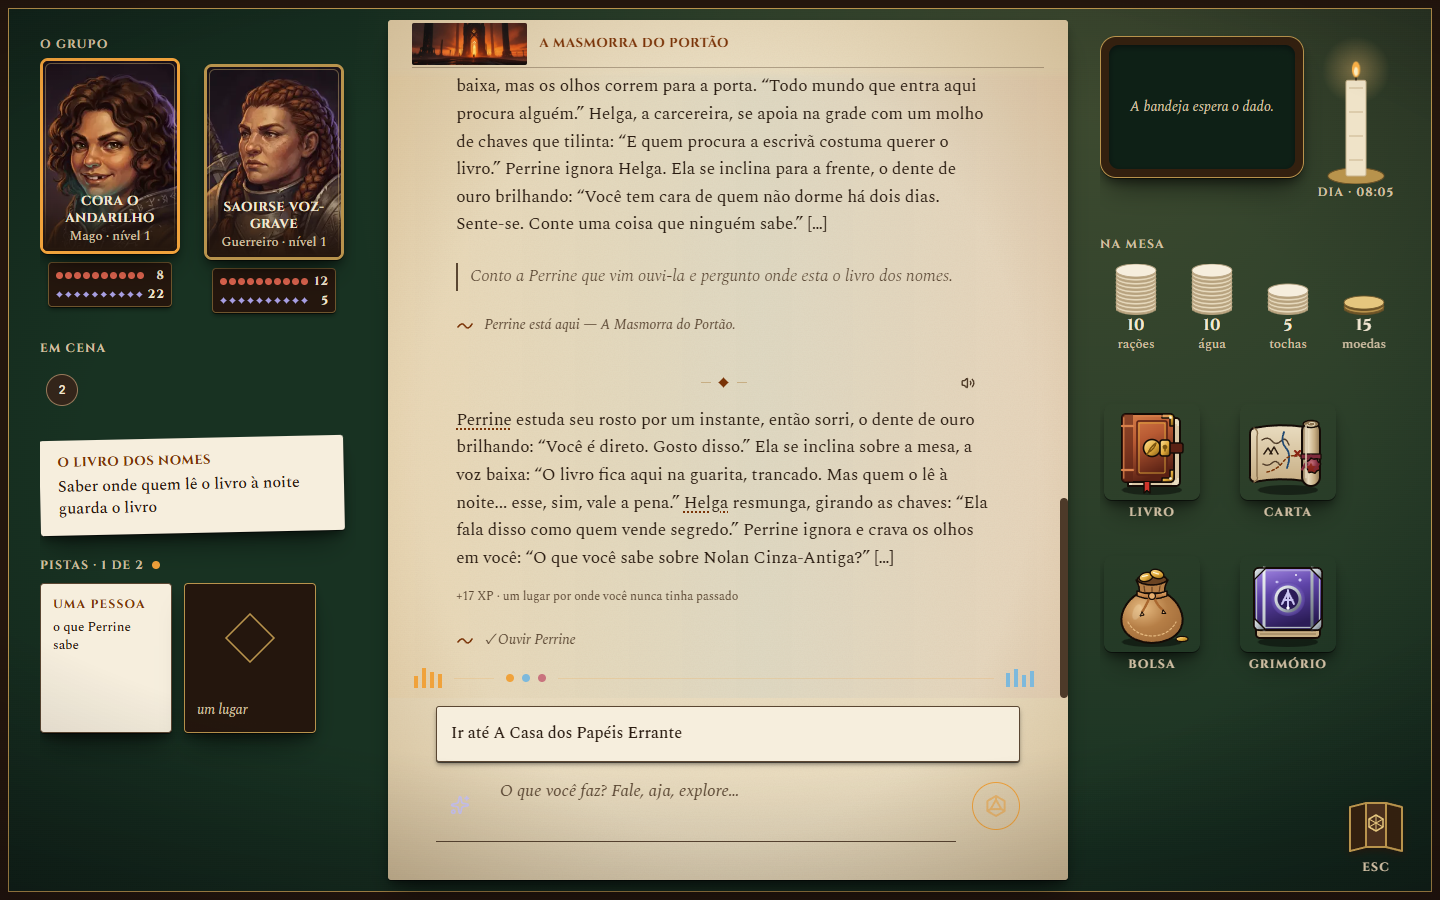 O GRUPO
CORA O
ANDARILHO
Mago · nível 1
8
22
SAOIRSE VOZ-
GRAVE
Guerreiro · nível 1
12
5
EM CENA
2
O LIVRO DOS NOMES
Saber onde quem lê o livro à noite
guarda o livro
PISTAS · 1 DE 2
UMA PESSOA
o que Perrine
sabe
um lugar
A MASMORRA DO PORTÃO
baixa, mas os olhos correm para a porta. “Todo mundo que entra aqui
procura alguém.” Helga, a carcereira, se apoia na grade com um molho
de chaves que tilinta: “E quem procura a escrivã costuma querer o
livro.” Perrine ignora Helga. Ela se inclina para a frente, o dente de
ouro brilhando: “Você tem cara de quem não dorme há dois dias.
Sente-se. Conte uma coisa que ninguém sabe.” [...]
Conto a Perrine que vim ouvi-la e pergunto onde esta o livro dos nomes.
Perrine está aqui — A Masmorra do Portão.
Perrine estuda seu rosto por um instante, então sorri, o dente de ouro
brilhando: “Você é direto. Gosto disso.” Ela se inclina sobre a mesa, a
voz baixa: “O livro fica aqui na guarita, trancado. Mas quem o lê à
noite... esse, sim, vale a pena.” Helga resmunga, girando as chaves: “Ela
fala disso como quem vende segredo.” Perrine ignora e crava os olhos
em você: “O que você sabe sobre Nolan Cinza-Antiga?” [...]
+17 XP · um lugar por onde você nunca tinha passado
✓Ouvir Perrine
Ir até A Casa dos Papéis Errante
O que você faz? Fale, aja, explore...
A bandeja espera o dado.
DIA · 08:05
NA MESA
10
rações
10
água
5
tochas
15
moedas
LIVRO
CARTA
BOLSA
GRIMÓRIO
ESC